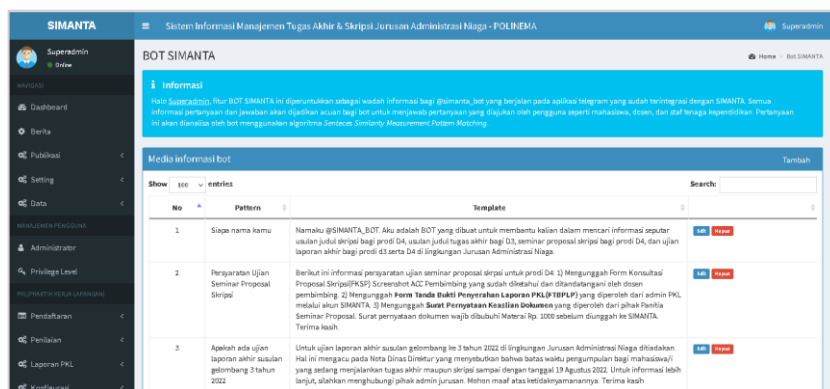 SIMANTA
Sistem Informasi Manajemen Tugas Akhir & Skripsi Jurusan Administrasi Niaga - POLINEMA
Superadmin
Superadmin
Online
BOT SIMANTA
Home > Bot SIMANTA
NAVIGASI
Dashboard
Berita
Publikasi
Setting
Data
MANAJEMEN PENGGUNA
Administrator
Privilege Level
PKL(PRAKTIK KERJA LAPANGAN)
Pendaftaran
Penilaian
Laporan PKL
Konfigurasi
Informasi
Halo Superadmin, fitur BOT SIMANTA ini diperuntukkan sebagai wadah informasi bagi @simanta_bot yang berjalan pada aplikasi telegram yang sudah terintegrasi dengan SIMANTA. Semua
informasi pertanyaan dan jawaban akan dijadikan acuan bagi bot untuk menjawab pertanyaan yang diajukan oleh pengguna seperti mahasiswa, dosen, dan staf tenaga kependidikan. Pertanyaan
ini akan dianalisa oleh bot menggunakan algoritma Senteces Similarity Measurement Pattern Matching.
Media informasi bot
Tambah
Show 100 entries
Search:
No Pattern Template
1 Siapa nama kamu Namaku @SIMANTA_BOT. Aku adalah BOT yang dibuat untuk membantu kalian dalam mencari informasi seputar
usulan judul skripsi bagi prodi D4, usulan judul tugas akhir bagi D3, seminar proposal skripsi bagi prodi D4, dan ujian
laporan akhir bagi prodi d3 serta D4 di lingkungan Jurusan Administrasi Niaga.
Edit Hapus
2 Persyaratan Ujian Berikut ini informasi persyaratan ujian seminar proposal skrpsi untuk prodi D4: 1) Mengunggah Form Konsultasi
Seminar Proposal Proposal Skripsi(FKSP) Screenshot ACC Pembimbing yang sudah diketahui dan ditandatangani oleh dosen
Skripsi pembimbing. 2) Mengunggah Form Tanda Bukti Penyerahan Laporan PKL(FTBPLP) yang diperoleh dari admin PKL
melalui akun SIMANTA. 3) Mengunggah Surat Pernyataan Keaslian Dokumen yang diperoleh dari pihak Panitia
Seminar Proposal. Surat pernyataan dokumen wajib dibubuhi Materai Rp. 1000 sebelum diunggah ke SIMANTA.
Terima kasih.
Edit Hapus
3 Apakah ada ujian Untuk ujian laporan akhir skripsi susulan gelombang ke 3 tahun 2022 di lingkungan Jurusan Administrasi Niaga ditiadakan.
laporan akhir susulan Hal ini mengacu pada Nota Dinas Direktur yang menyebutkan bahwa batas waktu pengumpulan bagi mahasiswa/i
gelombang 3 tahun yang sedang menjalankan tugas akhir maupun skripsi sampai dengan tanggal 19 Agustus 2022. Untuk informasi lebih
2022 lanjut, silahkan menghubungi pihak admin jurusan. Mohon maaf atas ketidaknyamanannya. Terima kasih
Edit Hapus